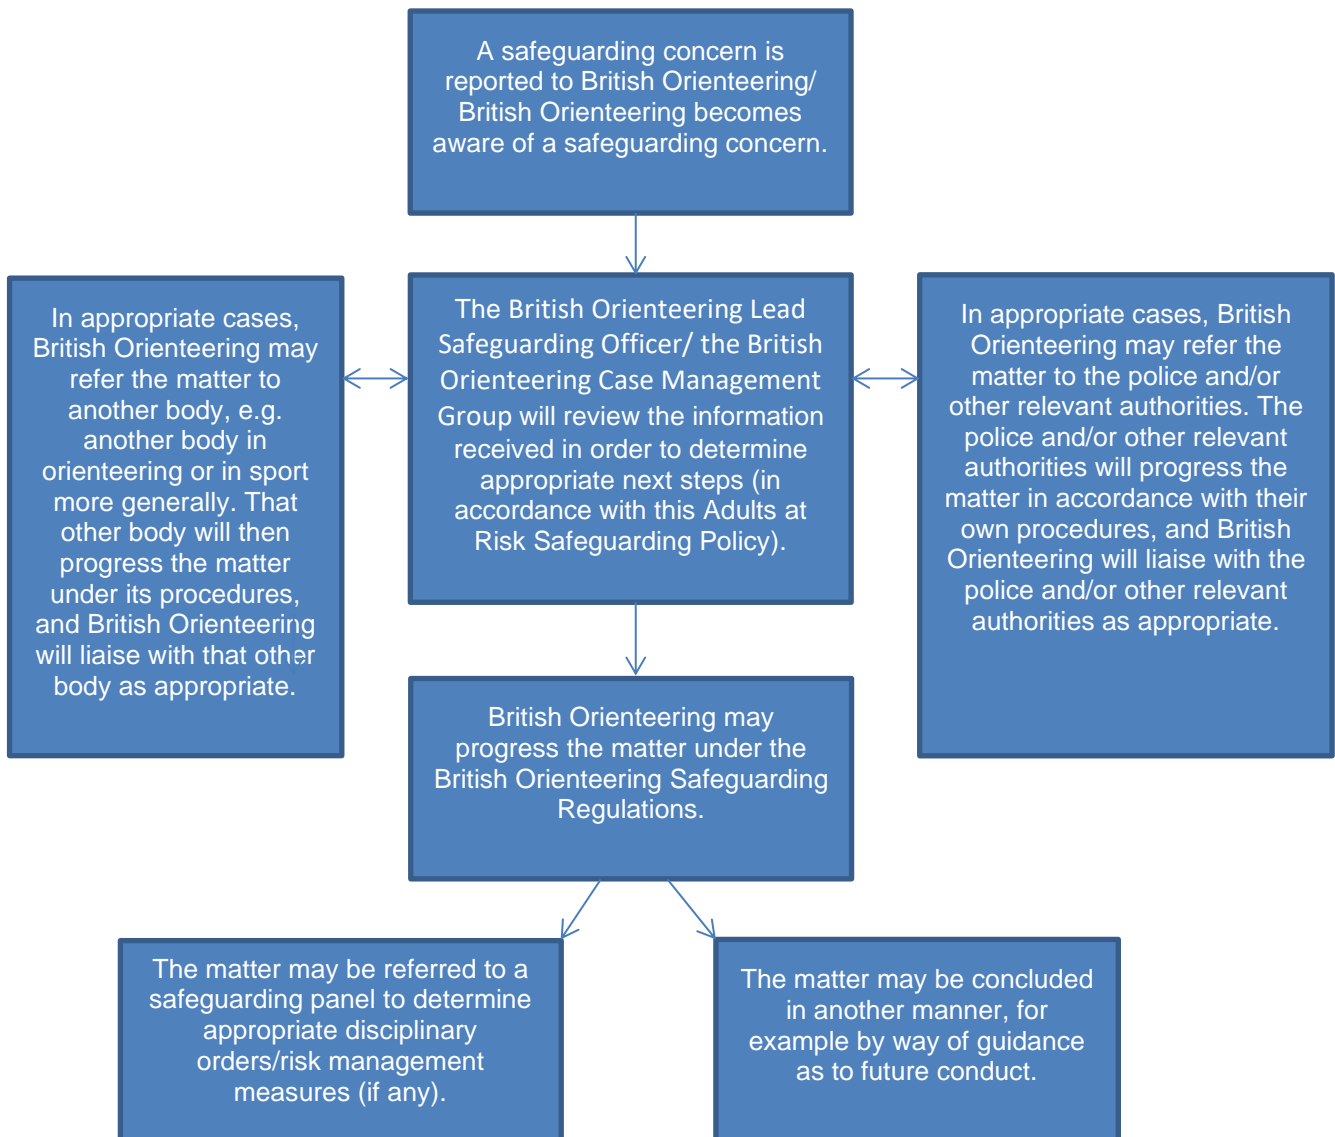 A safeguarding concern is
reported to British Orienteering/
British Orienteering becomes
aware of a safeguarding concern.
In appropriate cases,
British Orienteering may
refer the matter to
another body, e.g.
another body in
orienteering or in sport
more generally. That
other body will then
progress the matter
under its procedures,
and British Orienteering
will liaise with that other
body as appropriate.
The British Orienteering Lead
Safeguarding Officer/ the British
Orienteering Case Management
Group will review the information
received in order to determine
appropriate next steps (in
accordance with this Adults at
Risk Safeguarding Policy).
In appropriate cases, British
Orienteering may refer the
matter to the police and/or
other relevant authorities. The
police and/or other relevant
authorities will progress the
matter in accordance with their
own procedures, and British
Orienteering will liaise with the
police and/or other relevant
authorities as appropriate.
British Orienteering may
progress the matter under the
British Orienteering Safeguarding
Regulations.
The matter may be referred to a
safeguarding panel to determine
appropriate disciplinary
orders/risk management
measures (if any).
The matter may be concluded
in another manner, for
example by way of guidance
as to future conduct.